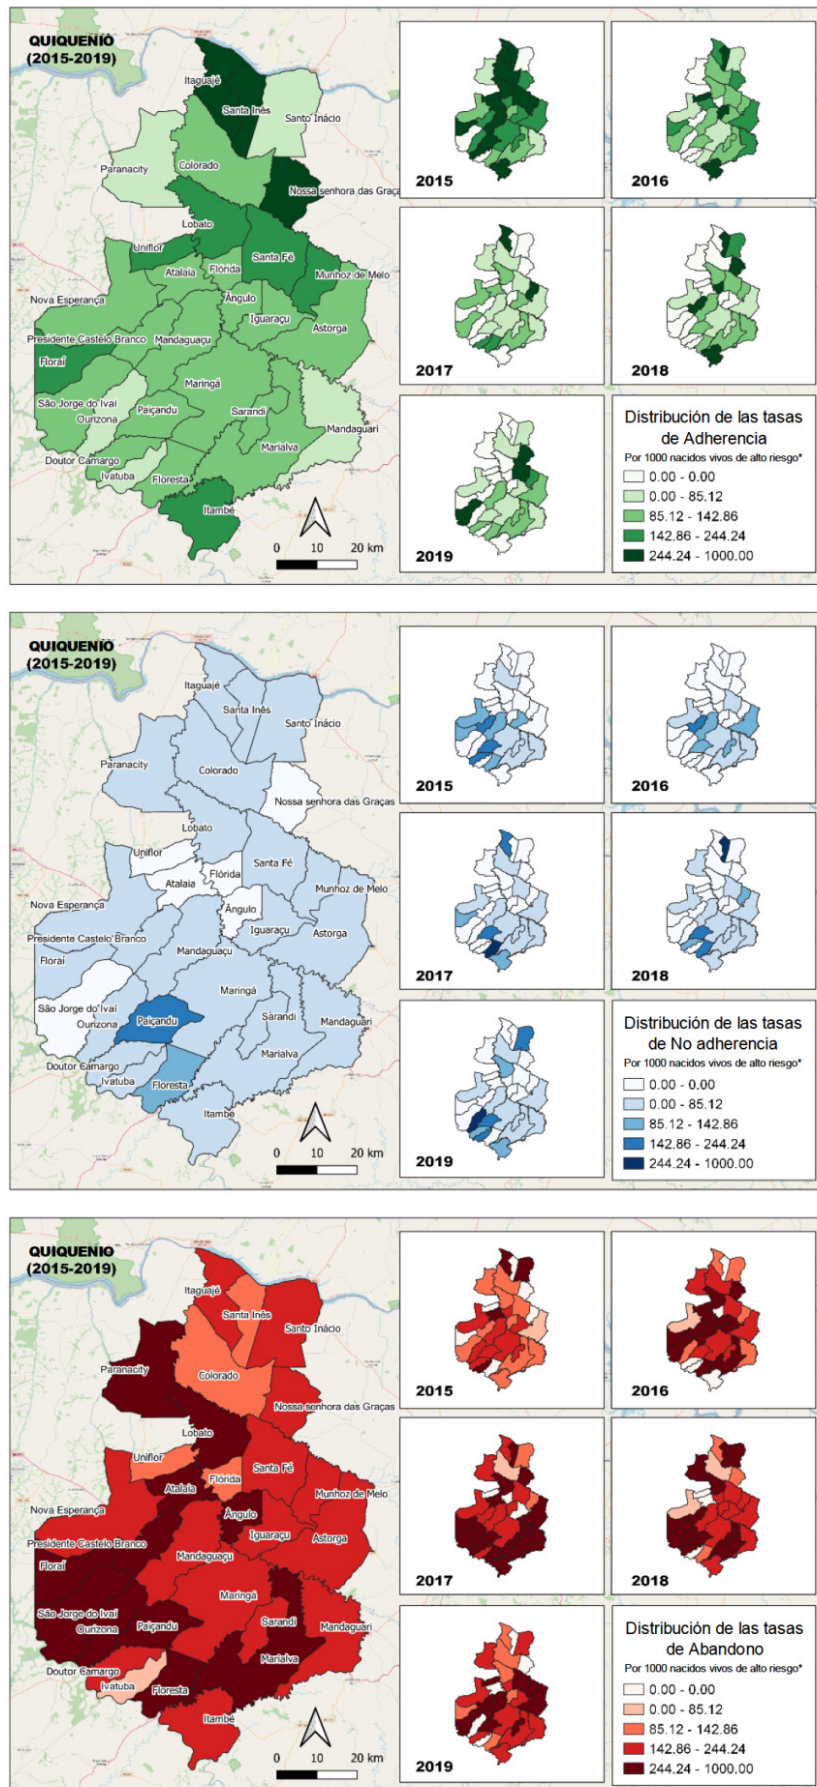 QUIQUENIO
(2015-2019)
Itaguajé
Santa Inês
Santo Inácio
Paranacity
Colorado
Nossa senhora das Graça
Lobato
Uniflor
Santa Fé
Atalaia
Flórida
Munhoz de Melo
Nova Esperança
Ângulo
Iguaraçu
Astorga
Presidente Castelo Branco
Mandaguaçu
Floraí
Maringá
São Jorge do Ivaí
Ourizona
Paiçandu
Sarandi
Mandaguari
Marialva
Doutor Camargo
Ivatuba
Floresta
Itambé
0 10 20 km
2015
2016
2017
2018
2019
Distribución de las tasas
de Adherencia
Por 1000 nacidos vivos de alto riesgo*
0.00 - 0.00
0.00 - 85.12
85.12 - 142.86
142.86 - 244.24
244.24 - 1000.00
QUIQUENIO
(2015-2019)
Itaguajé
Santa Inês
Santo Inácio
Paranacity
Colorado
Nossa senhora das Graças
Lobato
Uniflor
Santa Fé
Atalaia
Flórida
Munhoz de Melo
Nova Esperança
Ângulo
Iguaraçu
Astorga
Presidente Castelo Branco
Mandaguaçu
Floraí
Maringá
São Jorge do Ivaí
Ourizona
Paiçandu
Sarandi
Mandaguari
Marialva
Doutor Camargo
Ivatuba
Floresta
Itambé
0 10 20 km
2015
2016
2017
2018
2019
Distribución de las tasas
de No adherencia
Por 1000 nacidos vivos de alto riesgo*
0.00 - 0.00
0.00 - 85.12
85.12 - 142.86
142.86 - 244.24
244.24 - 1000.00
QUIQUENIO
(2015-2019)
Itaguajé
Santa Inês
Santo Inácio
Paranacity
Colorado
Nossa senhora das Graças
Lobato
Uniflor
Santa Fé
Atalaia
Flórida
Munhoz de Melo
Nova Esperança
Ângulo
Iguaraçu
Astorga
Presidente Castelo Branco
Mandaguaçu
Floraí
Maringá
São Jorge do Ivaí
Ourizona
Paiçandu
Sarandi
Mandaguari
Marialva
Doutor Camargo
Ivatuba
Floresta
Itambé
0 10 20 km
2015
2016
2017
2018
2019
Distribución de las tasas
de Abandono
Por 1000 nacidos vivos de alto riesgo*
0.00 - 0.00
0.00 - 85.12
85.12 - 142.86
142.86 - 244.24
244.24 - 1000.00